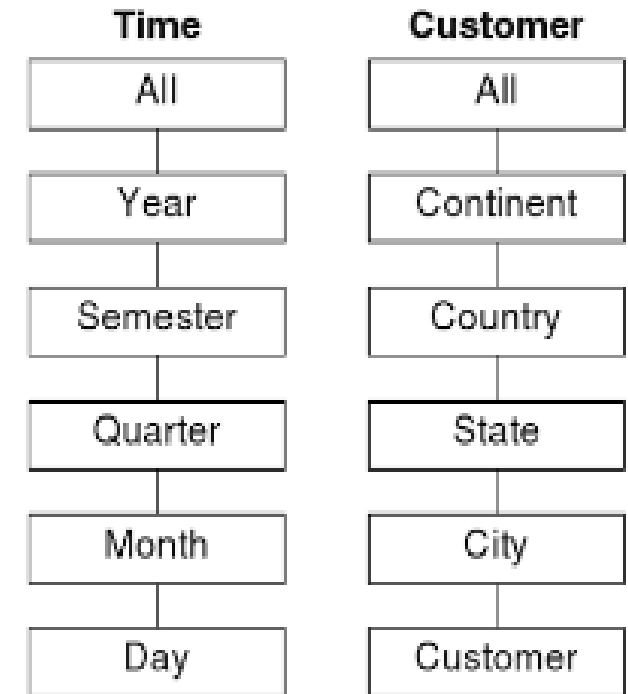 Time
All
Year
Semester
Quarter
Month
Day
Customer
All
Continent
Country
State
City
Customer